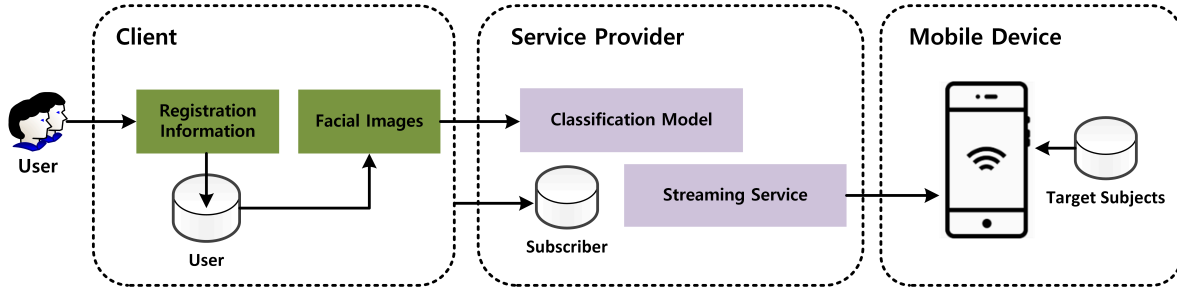 Client
Service Provider
Mobile Device
User
Registration
Information
Facial Images
Classification Model
Streaming Service
User
Subscriber
Target Subjects